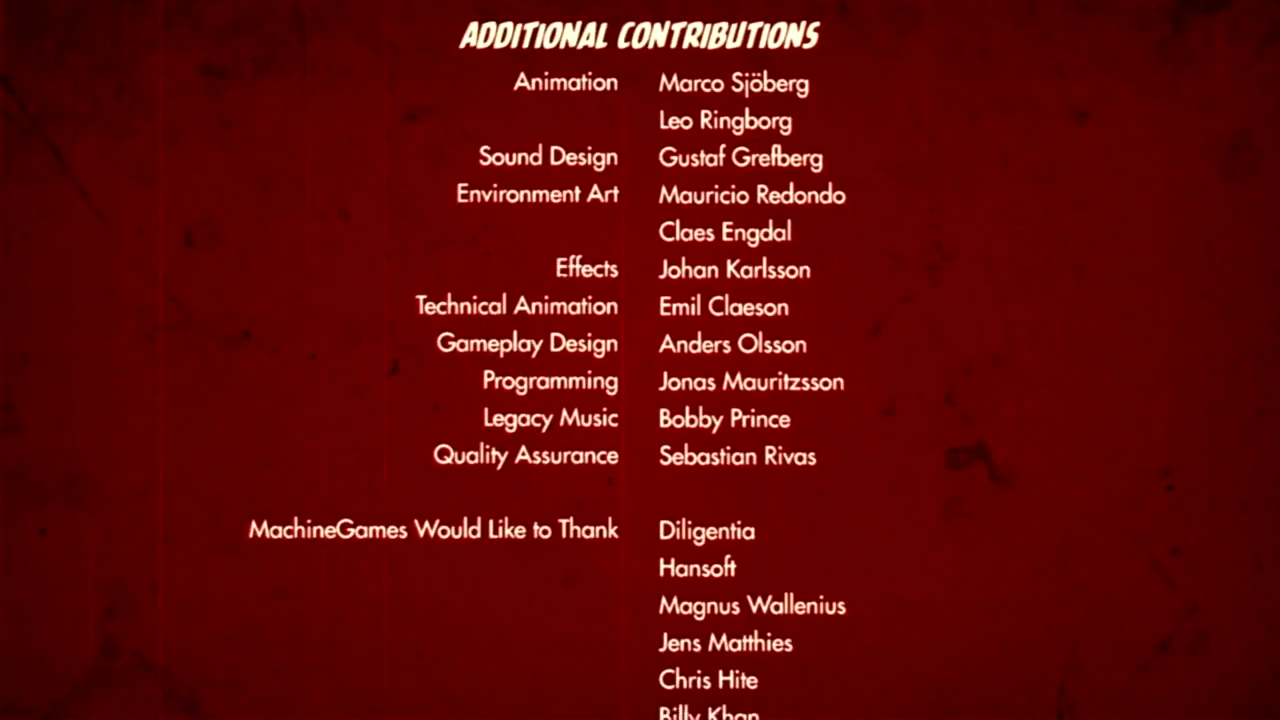 ADDITIONAL CONTRIBUTIONS
Animation Marco Sjöberg
Leo Ringborg
Sound Design Gustaf Grefberg
Environment Art Mauricio Redondo
Claes Engdal
Effects Johan Karlsson
Technical Animation Emil Claeson
Gameplay Design Anders Olsson
Programming Jonas Mauritzsson
Legacy Music Bobby Prince
Quality Assurance Sebastian Rivas
MachineGames Would Like to Thank Diligentia
Hansoft
Magnus Wallenius
Jens Matthies
Chris Hite
Billy Khan